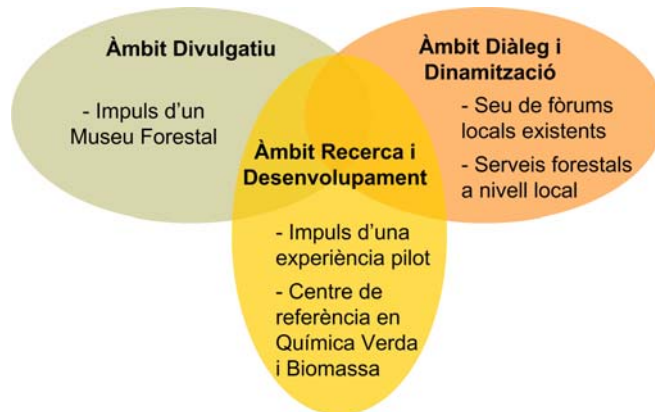 Àmbit Divulgatiu
- Impuls d'un
Museu Forestal
Àmbit Diàleg i
Dinamització
- Seu de fòrums
locals existents
- Serveis forestals
a nivell local
Àmbit Recerca i
Desenvolupament
- Impuls d'una
experiència pilot
- Centre de
referència en
Química Verda
i Biomassa